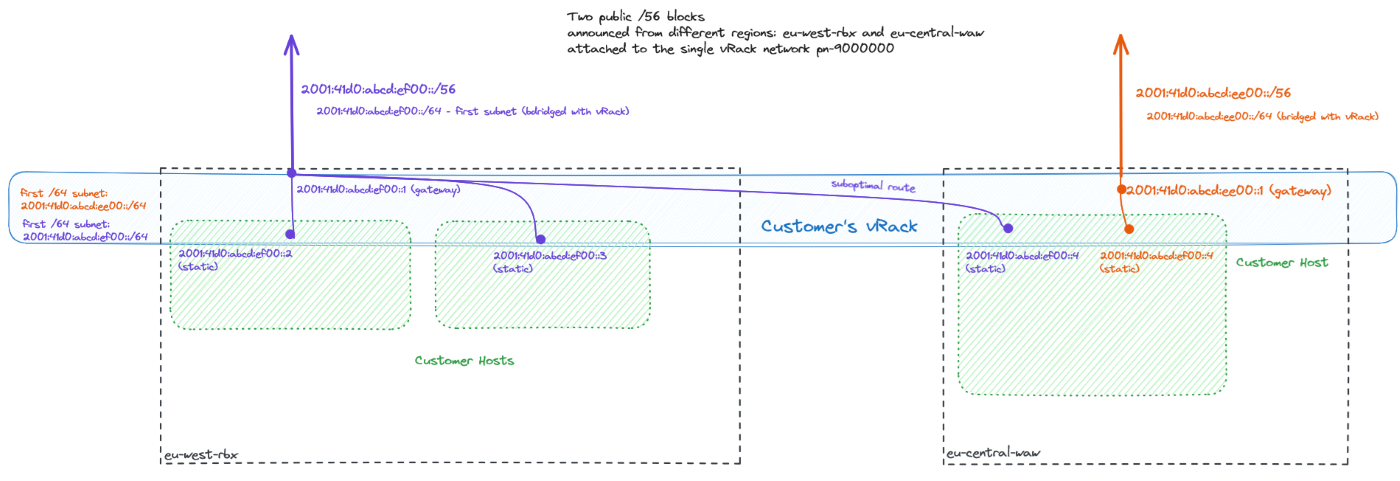 Two public /56 blocks
announced from different regions: eu-west-rbx and eu-central-waw
attached to the single vRack network pn-9000000
2001:41d0:abcd:ef00::/56
2001:41d0:abcd:ef00::/64 - first subnet (bdridged with vRack)
2001:41d0:abcd:ee00::/56
2001:41d0:abcd:ee00::/64 (bridged with vRack)
first /64 subnet:
2001:41d0:abcd:ee00::/64
first /64 subnet:
2001:41d0:abcd:ef00::/64
2001:41d0:abcd:ef00::1 (gateway)
suboptimal route
2001:41d0:abcd:ee00::1 (gateway)
Customer's vRack
2001:41d0:abcd:ef00::2
(static)
2001:41d0:abcd:ef00::3
(static)
2001:41d0:abcd:ef00::4
(static)
2001:41d0:abcd:ef00::4
(static)
Customer Host
Customer Hosts
eu-west-rbx
eu-central-waw